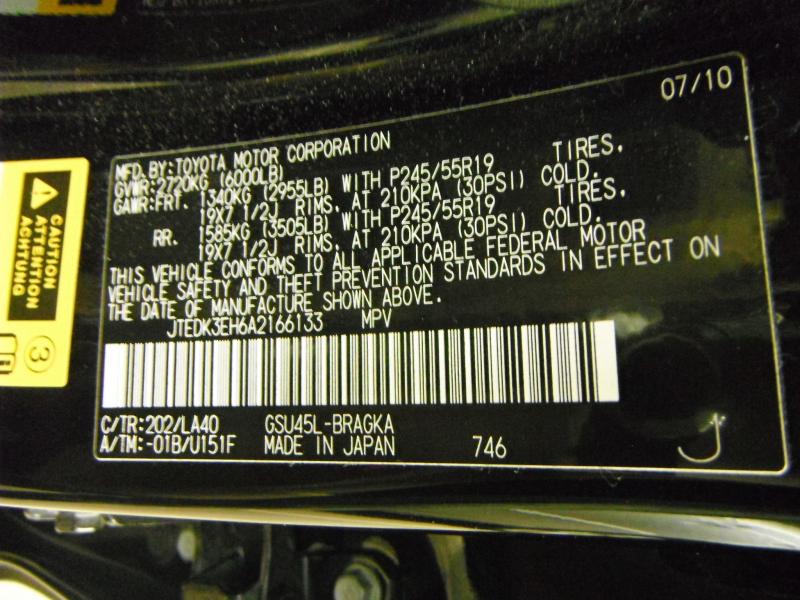 07/10
MFD.BY:TOYOTA MOTOR CORPORATION
GVWR:2720KG (6000LB)
GAWR:FRT. 1340KG (2955LB) WITH P245/55R19 TIRES,
19X7 1/2J RIMS, AT 210KPA (30PSI) COLD.
RR. 1585KG (3505LB) WITH P245/55R19 TIRES,
19X7 1/2J RIMS, AT 210KPA (30PSI) COLD.
THIS VEHICLE CONFORMS TO ALL APPLICABLE FEDERAL MOTOR
VEHICLE SAFETY AND THEFT PREVENTION STANDARDS IN EFFECT ON
THE DATE OF MANUFACTURE SHOWN ABOVE.
JTEDK3EH6A2166133 MPV
C/TR:202/LA40 GSU45L-BRAGKA
A/TM:-01B/U151F MADE IN JAPAN 746
J
CAUTION
ATTENTION
ACHTUNG
3